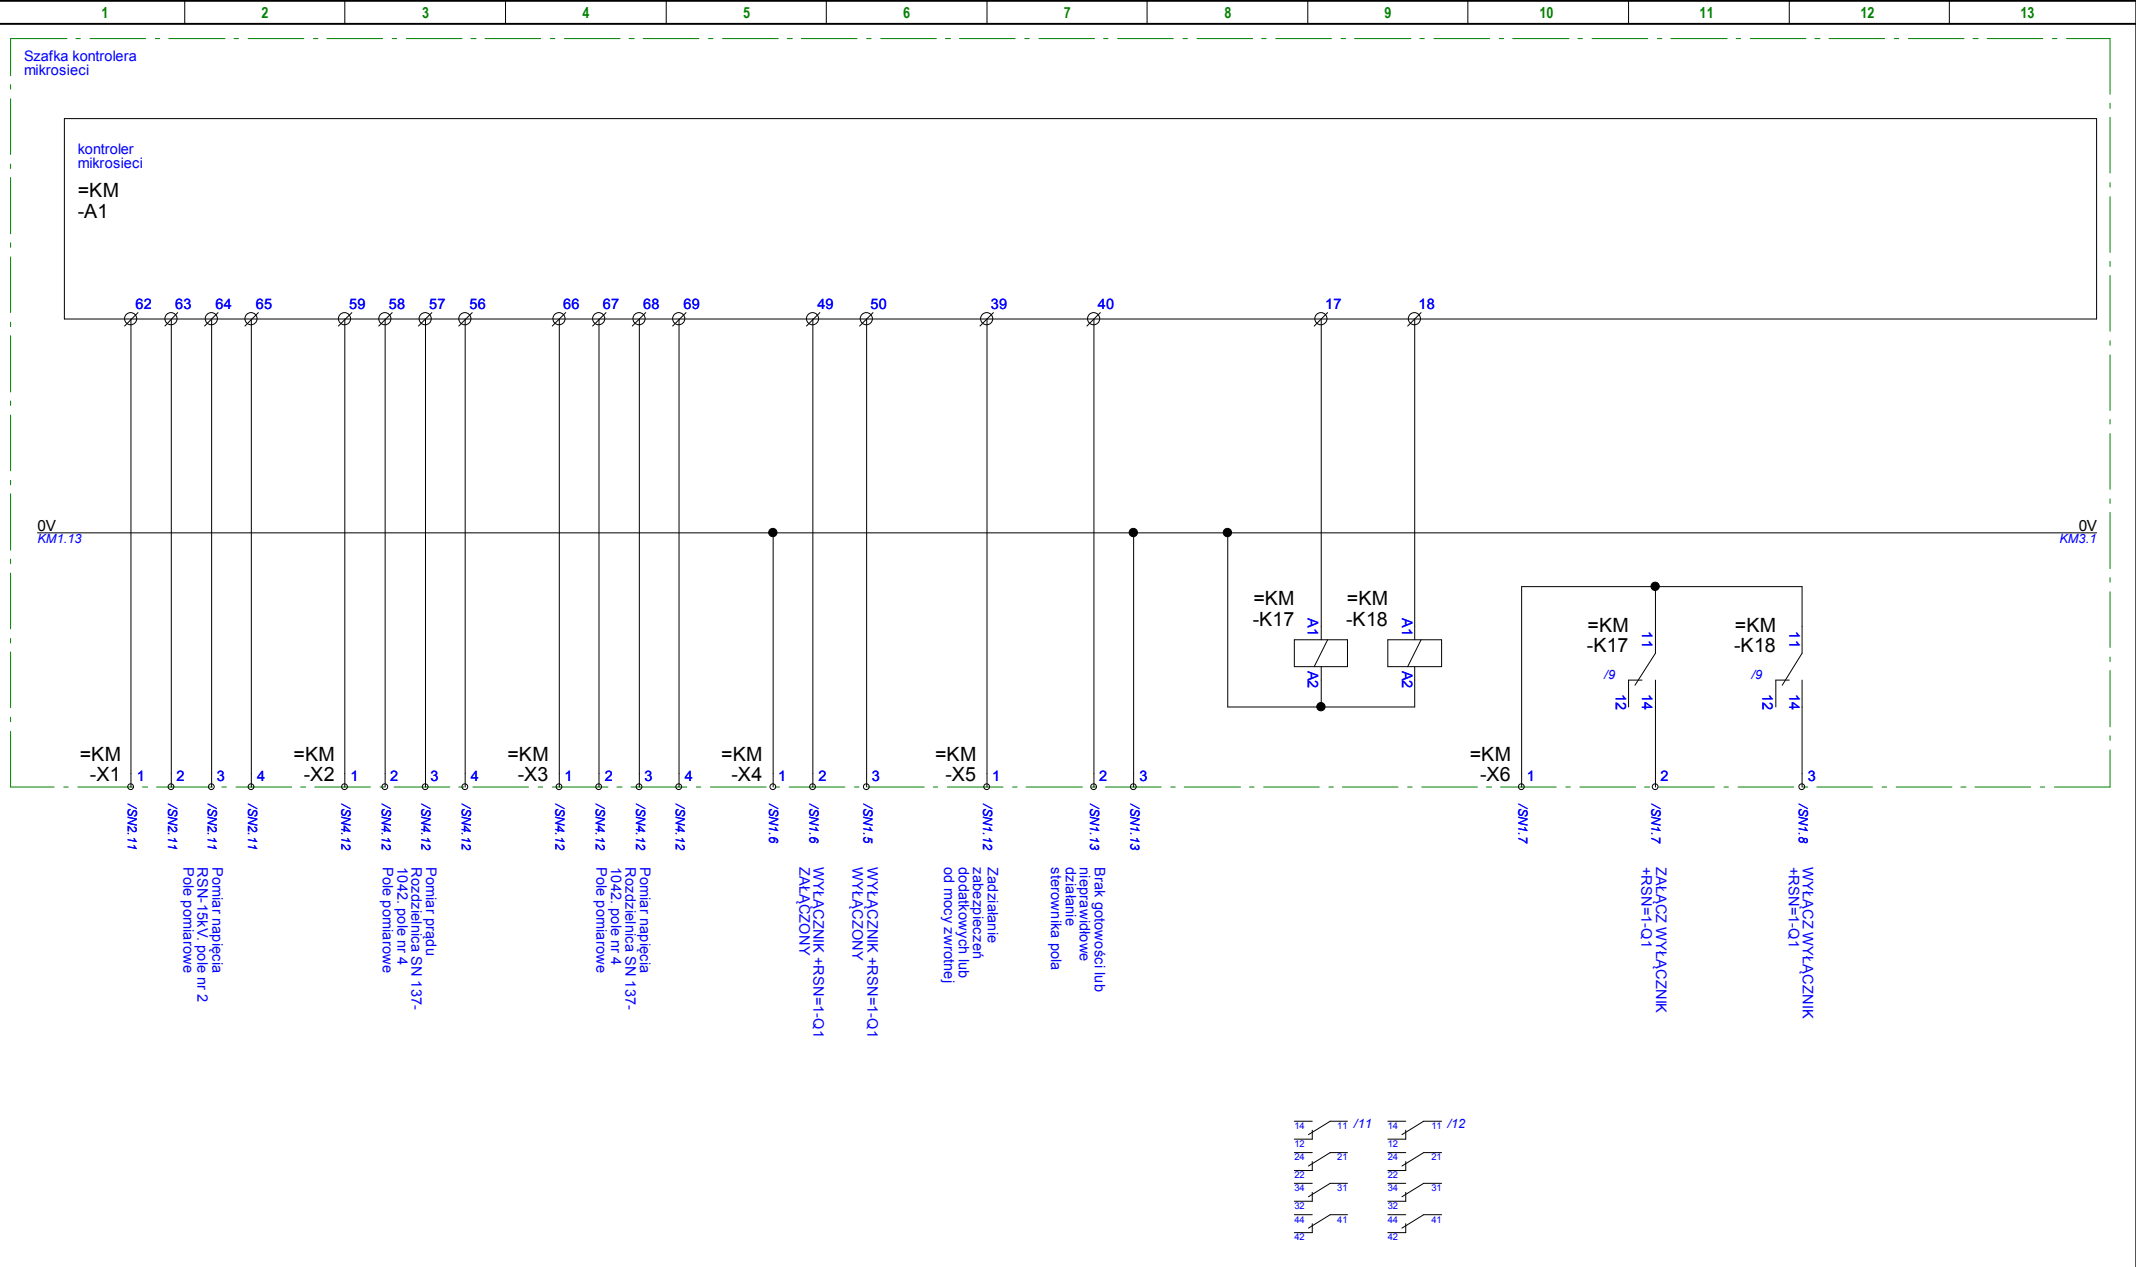 1 2 3 4 5 6 7 8 9 10 11 12 13
Szafka kontrolera
mikrosieci
kontroler
mikrosieci
=KM
-A1
62 63 64 65 59 58 57 56 66 67 68 69 49 50 39 40 17 18
0V
KM1.13
0V
KM3.1
=KM
-K17
A1
A2
=KM
-K18
A1
A2
=KM
-K17
11
/9
12
14
=KM
-K18
11
/9
12
14
=KM
-X1
1 2 3 4
=KM
-X2
1 2 3 4
=KM
-X3
1 2 3 4
=KM
-X4
1 2 3
=KM
-X5
1 2 3
=KM
-X6
1 2 3
/SN2.11
/SN2.11
/SN2.11
/SN2.11
/SN4.12
/SN4.12
/SN4.12
/SN4.12
/SN4.12
/SN4.12
/SN4.12
/SN4.12
/SN1.6
/SN1.6
/SN1.5
/SN1.12
/SN1.13
/SN1.13
/SN1.7
/SN1.7
/SN1.8
Pomiar napięcia
RSN-15kV. pole nr 2
Pole pomiarowe
Pomiar prądu
Rozdzielnica SN 137-
1042. pole nr 4
Pole pomiarowe
Pomiar napięcia
Rozdzielnica SN 137-
1042. pole nr 4
Pole pomiarowe
WYŁĄCZNIK +RSN=1-Q1
ZAŁĄCZONY
WYŁĄCZNIK +RSN=1-Q1
WYŁĄCZONY
Zadziałanie
zabezpieczeń
dodatkowych lub
od mocy zwrotnej
Brak gotowości lub
nieprawidłowe
działanie
sterownika pola
ZAŁĄCZ WYŁĄCZNIK
+RSN=1-Q1
WYŁĄCZ WYŁĄCZNIK
+RSN=1-Q1
14 11 /11
12
24 21
22
34 31
32
44 41
42
14 11 /12
12
24 21
22
34 31
32
44 41
42